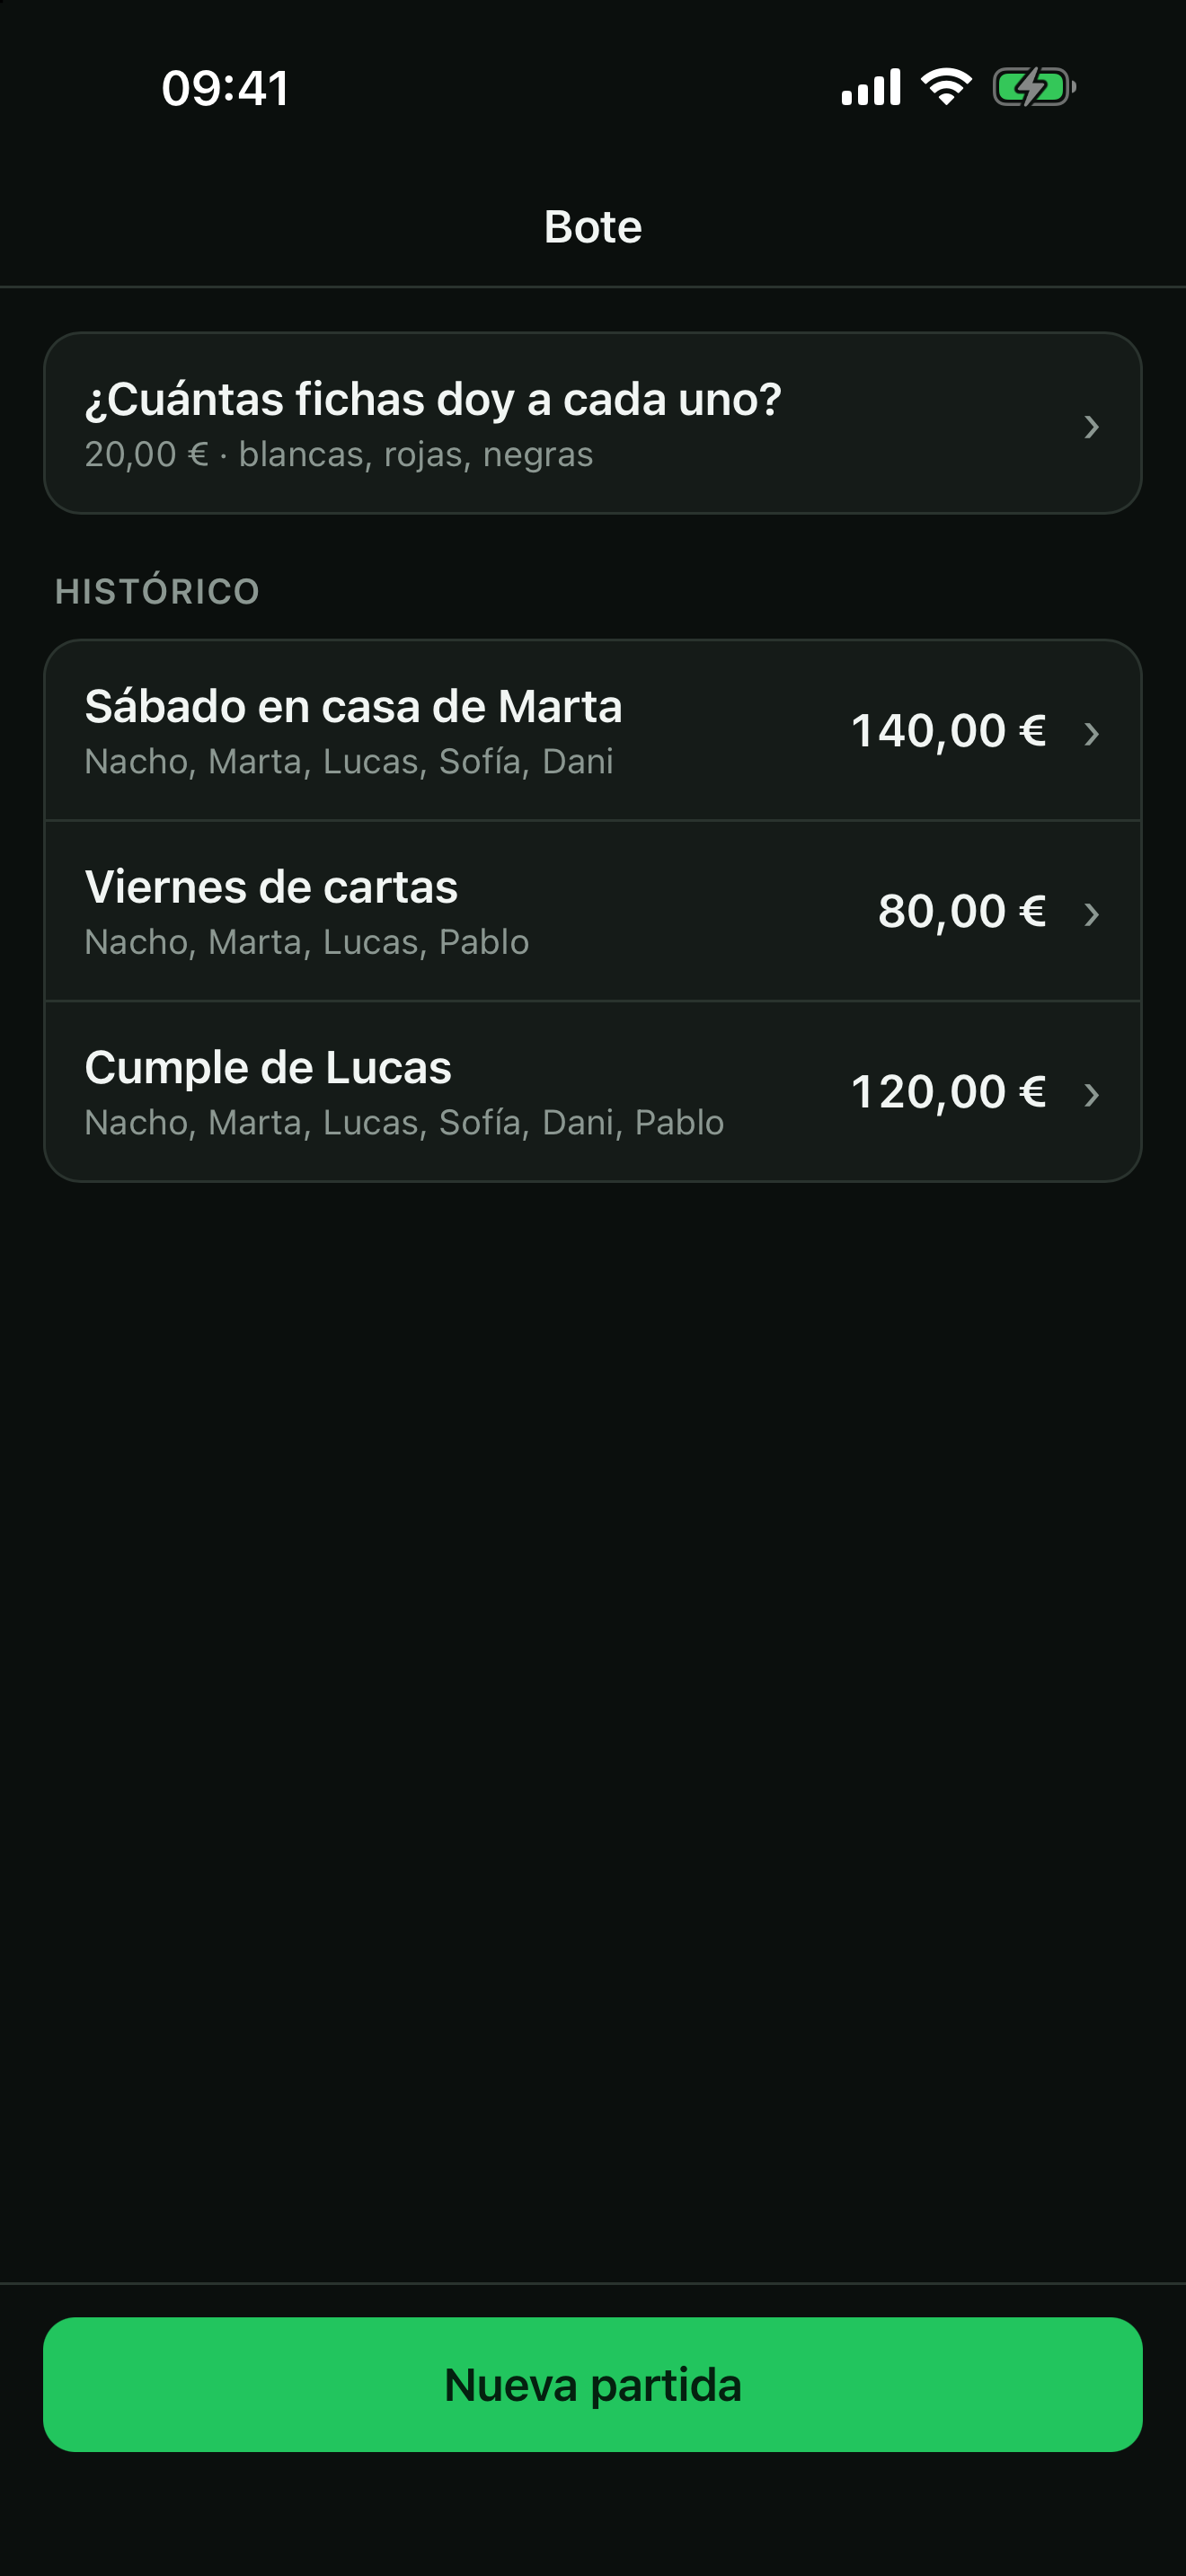 09:41
Bote
¿Cuántas fichas doy a cada uno?
20,00 € · blancas, rojas, negras
HISTÓRICO
Sábado en casa de Marta
Nacho, Marta, Lucas, Sofía, Dani
140,00 €
Viernes de cartas
Nacho, Marta, Lucas, Pablo
80,00 €
Cumple de Lucas
Nacho, Marta, Lucas, Sofía, Dani, Pablo
120,00 €
Nueva partida